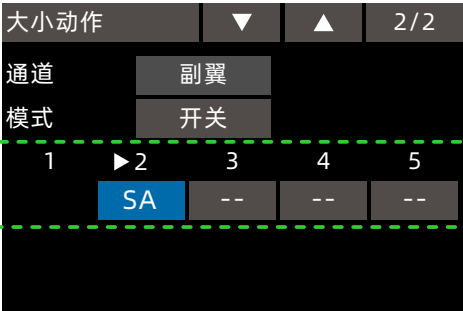 大小动作 ▼ ▲ 2/2
通道 副翼
模式 开关
1 ▶2 3 4 5
SA -- -- --